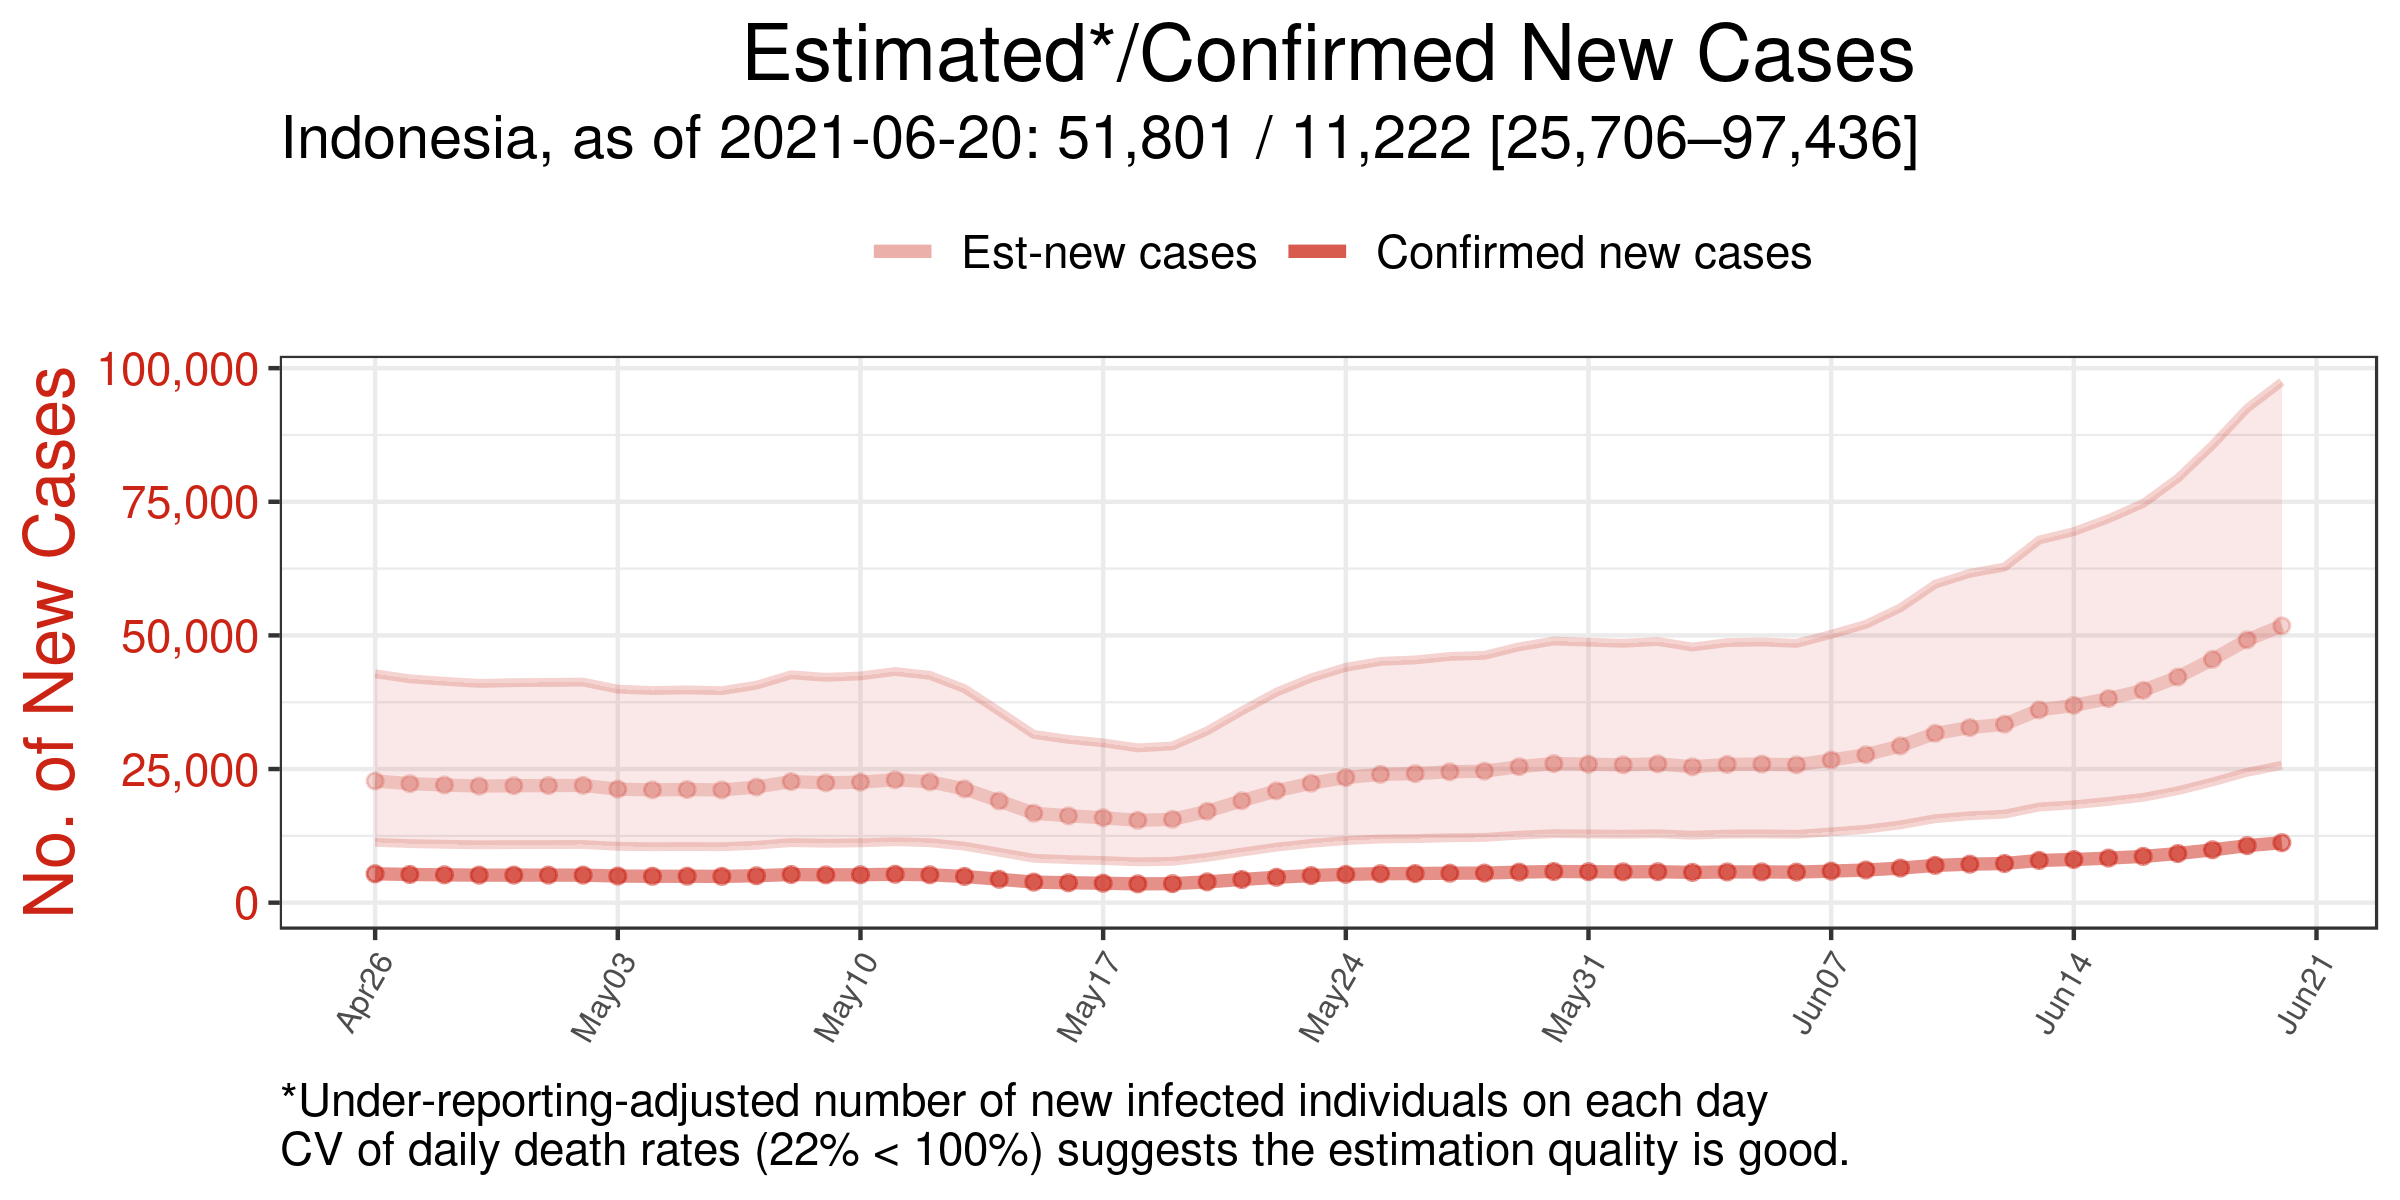 Estimated*/Confirmed New Cases
Indonesia, as of 2021-06-20: 51,801 / 11,222 [25,706–97,436]
Est-new cases
Confirmed new cases
No. of New Cases
100,000
75,000
50,000
25,000
0
Apr26
May03
May10
May17
May24
May31
Jun07
Jun14
Jun21
*Under-reporting-adjusted number of new infected individuals on each day
CV of daily death rates (22% < 100%) suggests the estimation quality is good.